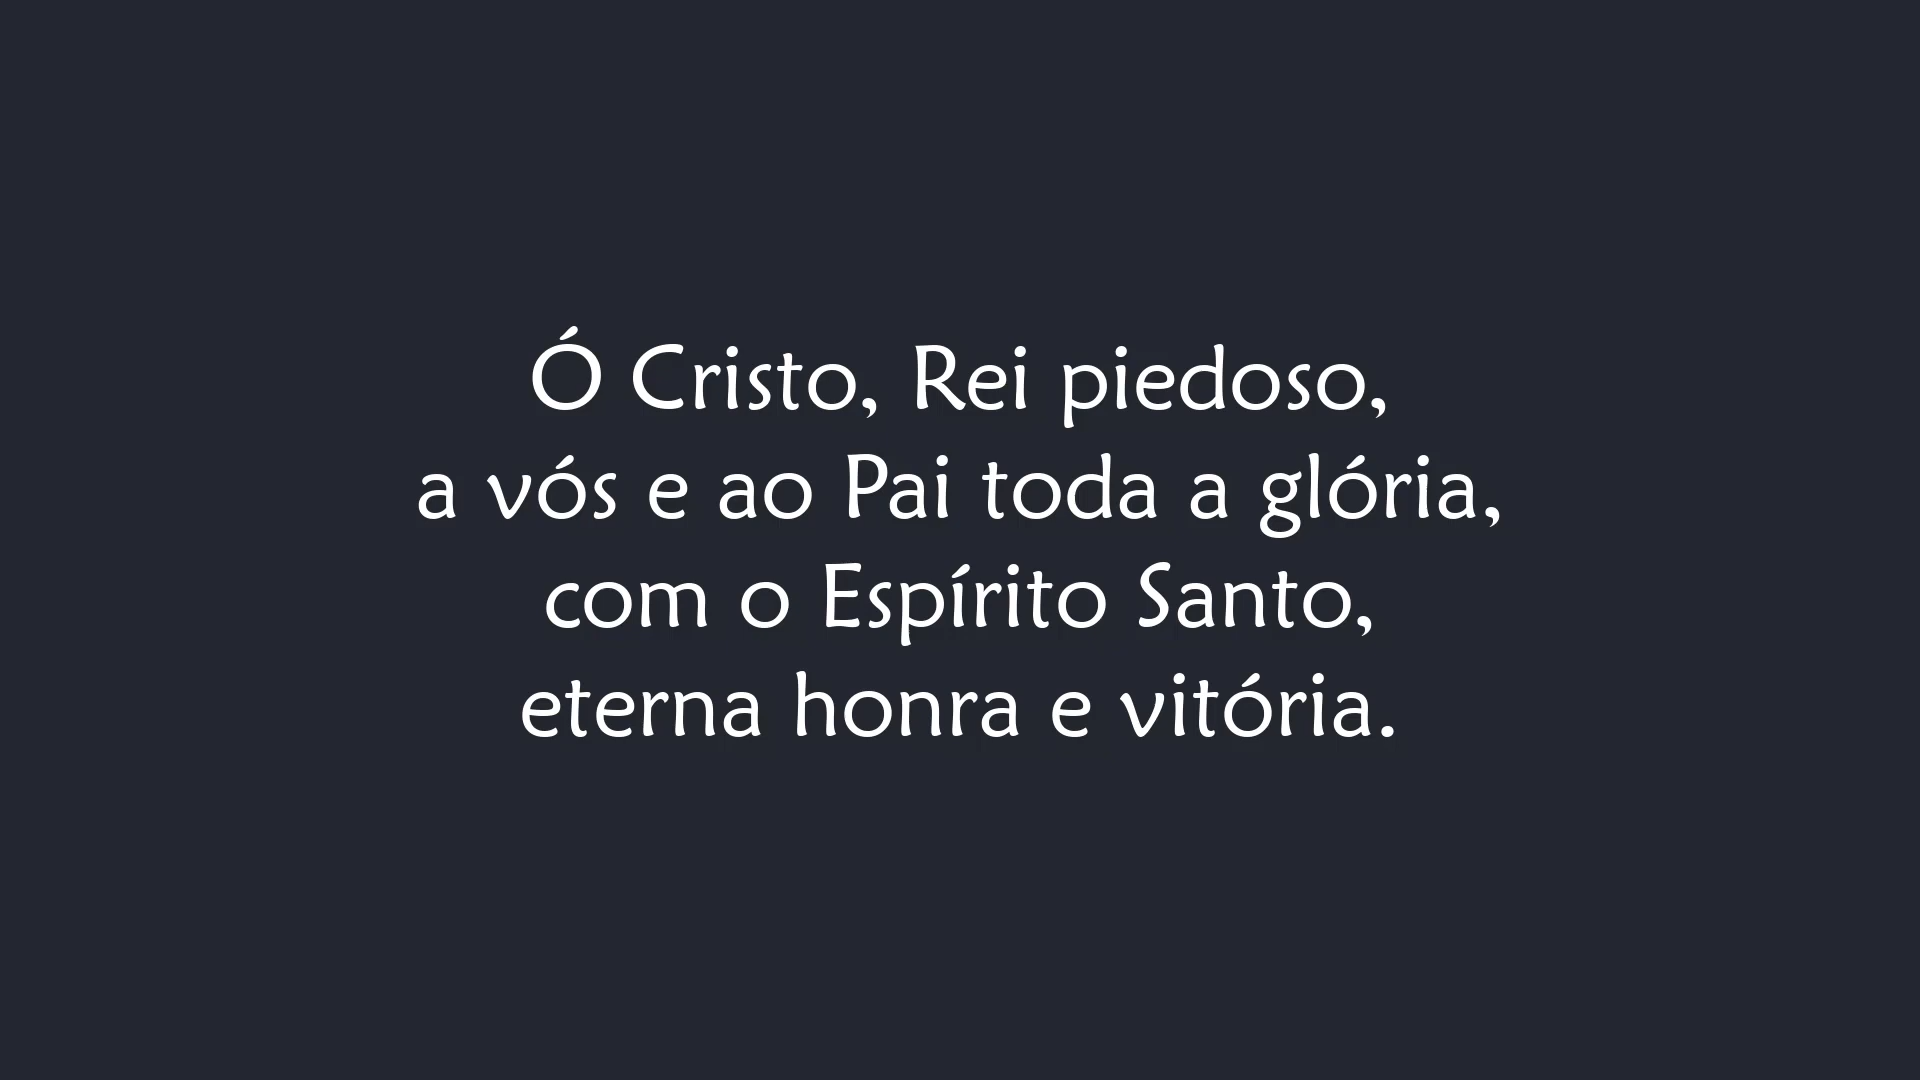 Ó Cristo, Rei piedoso,
a vós e ao Pai toda a glória,
com o Espírito Santo,
eterna honra e vitória.